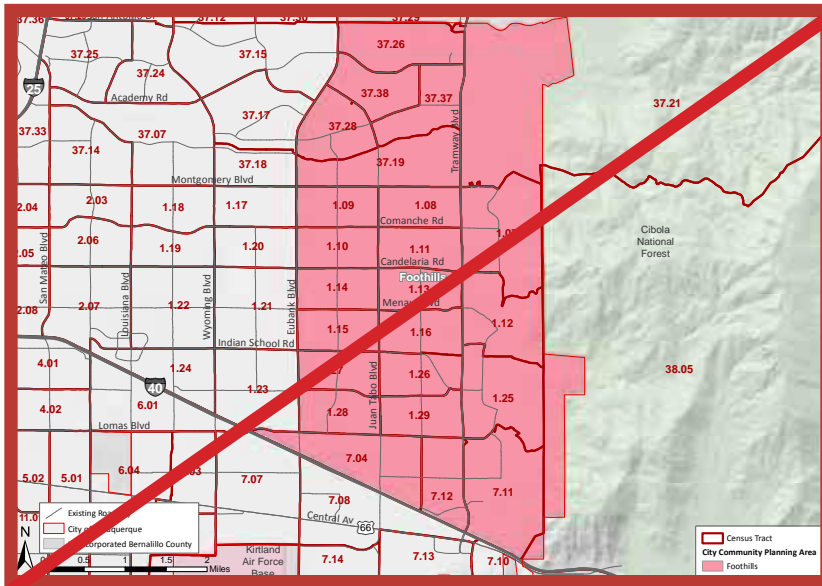 37.36
37.12
37.29
37.25
37.24
37.15
37.26
25
Academy Rd
37.38
37.37
37.21
37.33
37.07
37.17
37.28
Tramway Blvd
37.14
37.18
37.19
Montgomery Blvd
2.04
2.03
1.18
1.17
1.09
1.08
Comanche Rd
Cibola
National
Forest
2.05
2.06
1.19
1.20
1.10
1.11
Candelaria Rd
San Mateo Blvd
Louisiana Blvd
Wyoming Blvd
Eubank Blvd
Foothills
1.14
1.13
2.08
2.07
1.22
1.21
1.15
1.16
1.12
Indian School Rd
4.01
1.24
40
1.23
Juan Tabo Blvd
1.26
38.05
4.02
6.01
1.28
1.29
1.25
Lomas Blvd
5.02
5.01
6.04
7.07
7.04
7.08
7.12
7.11
Central Av
66
Existing
City of
Bernalillo County
N
0.5
1
2
Miles
Kirtland
Air Force
Base
7.14
7.13
7.10
Census Tract
City Community Planning Area
Foothills